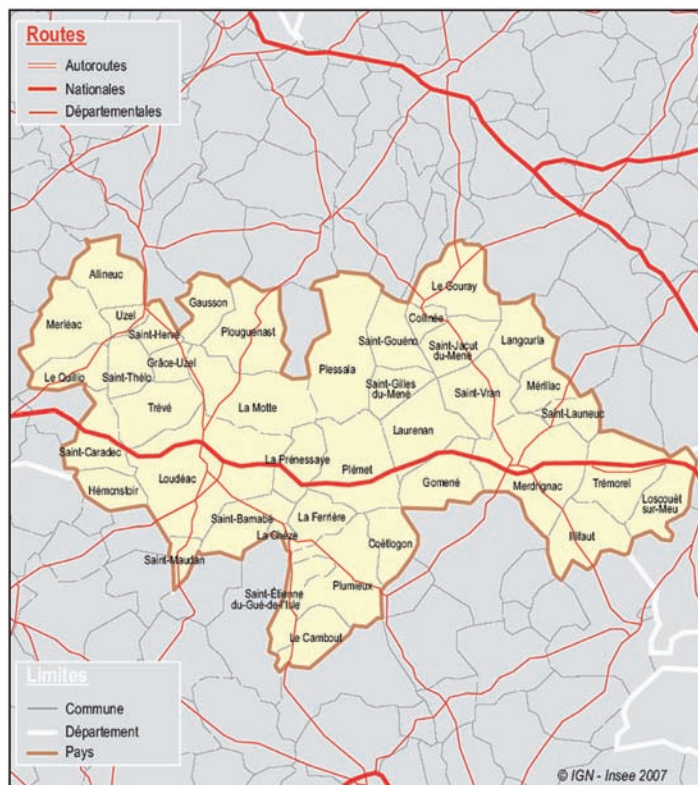 Routes
Autoroutes
Nationales
Départementales
Allineuc
Le Gouray
Merléac
Uzel
Gausson
Collinée
Saint-Hervé
Plouguenast
Saint-Gouéno
Saint-Jacut
du-Mené
Langourla
Grâce-Uzel
Plessala
Le Quillio
Saint-Thélo
Saint-Gilles
du-Mené
Mérillac
Saint-Vran
Trévé
La Motte
Saint-Launeuc
Laurenan
Saint-Caradec
La Prénessaye
Plémet
Loudéac
Gomené
Merdrignac
Trémorel
Hémonstoir
Loscouët
sur-Meu
Saint-Barnabé
La Ferrière
La Chèze
Illifaut
Coëtlogon
Saint-Maudan
Plumieux
Saint-Étienne
du-Gué-de-l'Isle
Le Cambout
Limites
Commune
Département
Pays
© IGN - Insee 2007